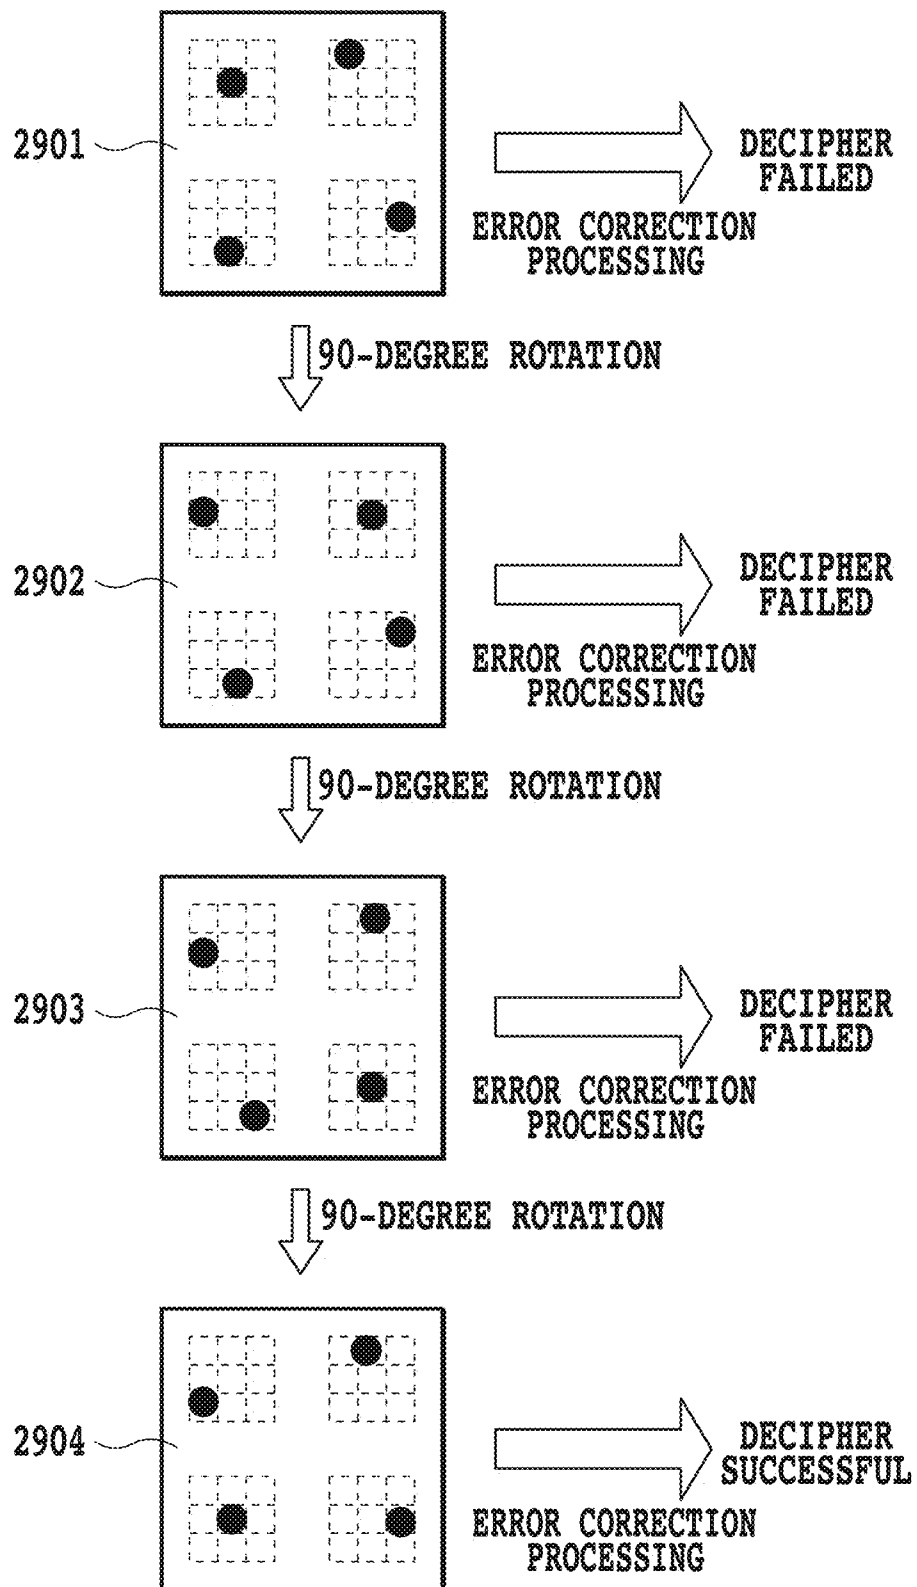 2901
DECIPHER
FAILED
ERROR CORRECTION
PROCESSING
90-DEGREE ROTATION
2902
DECIPHER
FAILED
ERROR CORRECTION
PROCESSING
90-DEGREE ROTATION
2903
DECIPHER
FAILED
ERROR CORRECTION
PROCESSING
90-DEGREE ROTATION
2904
DECIPHER
SUCCESSFUL
ERROR CORRECTION
PROCESSING